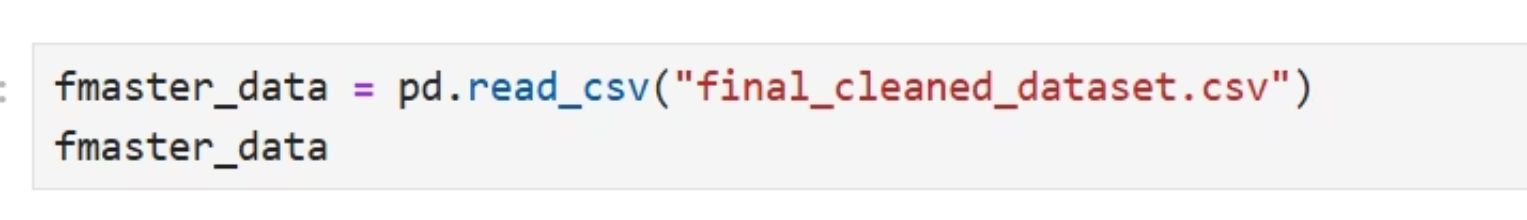 fmaster_data = pd.read_csv("final_cleaned_dataset.csv")
fmaster_data